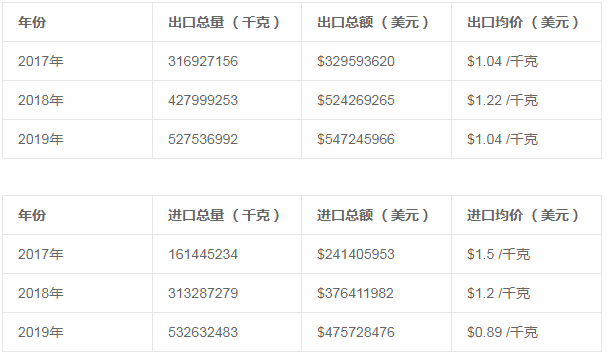 年份 出口总量（千克） 出口总额（美元） 出口均价（美元）
2017年 316927156 $329593620 $1.04 /千克
2018年 427999253 $524269265 $1.22 /千克
2019年 527536992 $547245966 $1.04 /千克
年份 进口总量（千克） 进口总额（美元） 进口均价（美元）
2017年 161445234 $241405953 $1.5 /千克
2018年 313287279 $376411982 $1.2 /千克
2019年 532632483 $475728476 $0.89 /千克